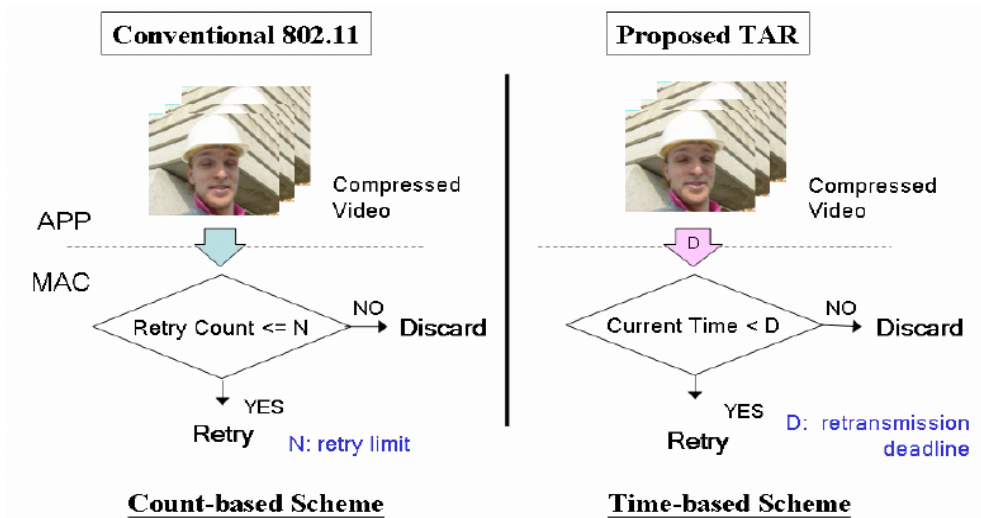 Conventional 802.11
Compressed
Video
APP
MAC
Retry Count <= N
NO
Discard
YES
Retry
N: retry limit
Count-based Scheme
Proposed TAR
Compressed
Video
D
Current Time < D
NO
Discard
YES
Retry
D: retransmission
deadline
Time-based Scheme